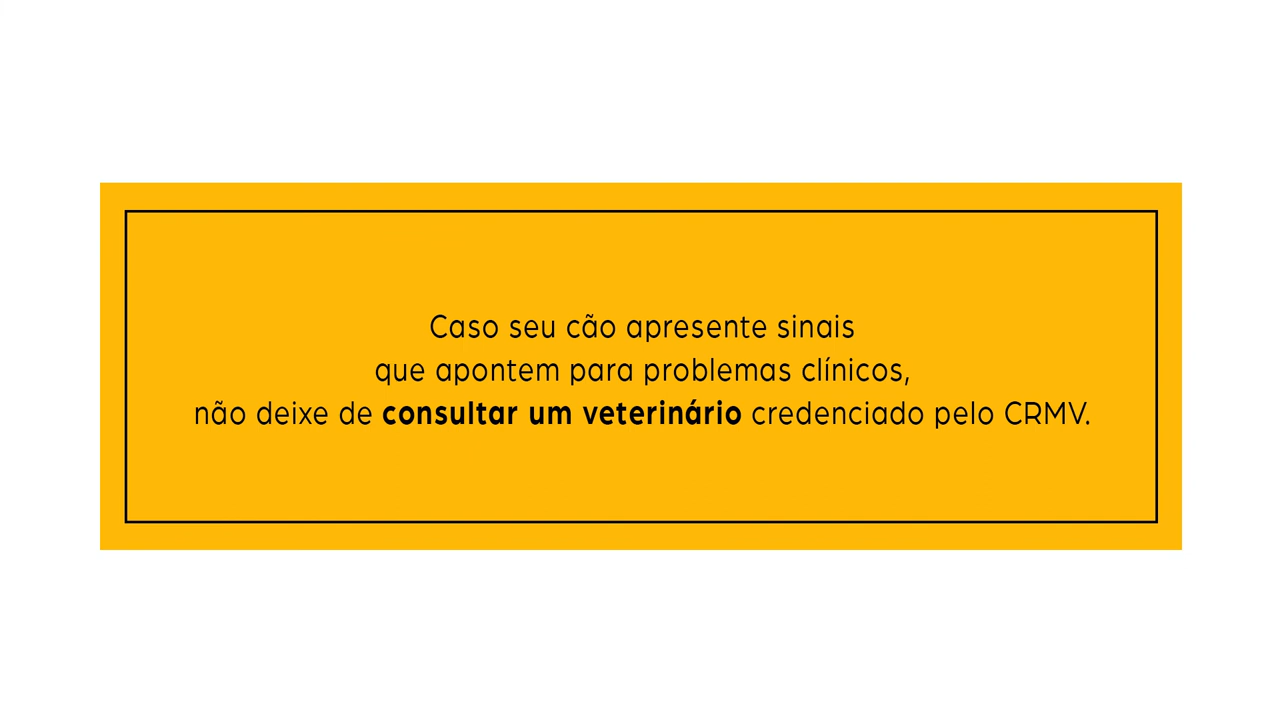 Caso seu cão apresente sinais
que apontem para problemas clínicos,
não deixe de consultar um veterinário credenciado pelo CRMV.